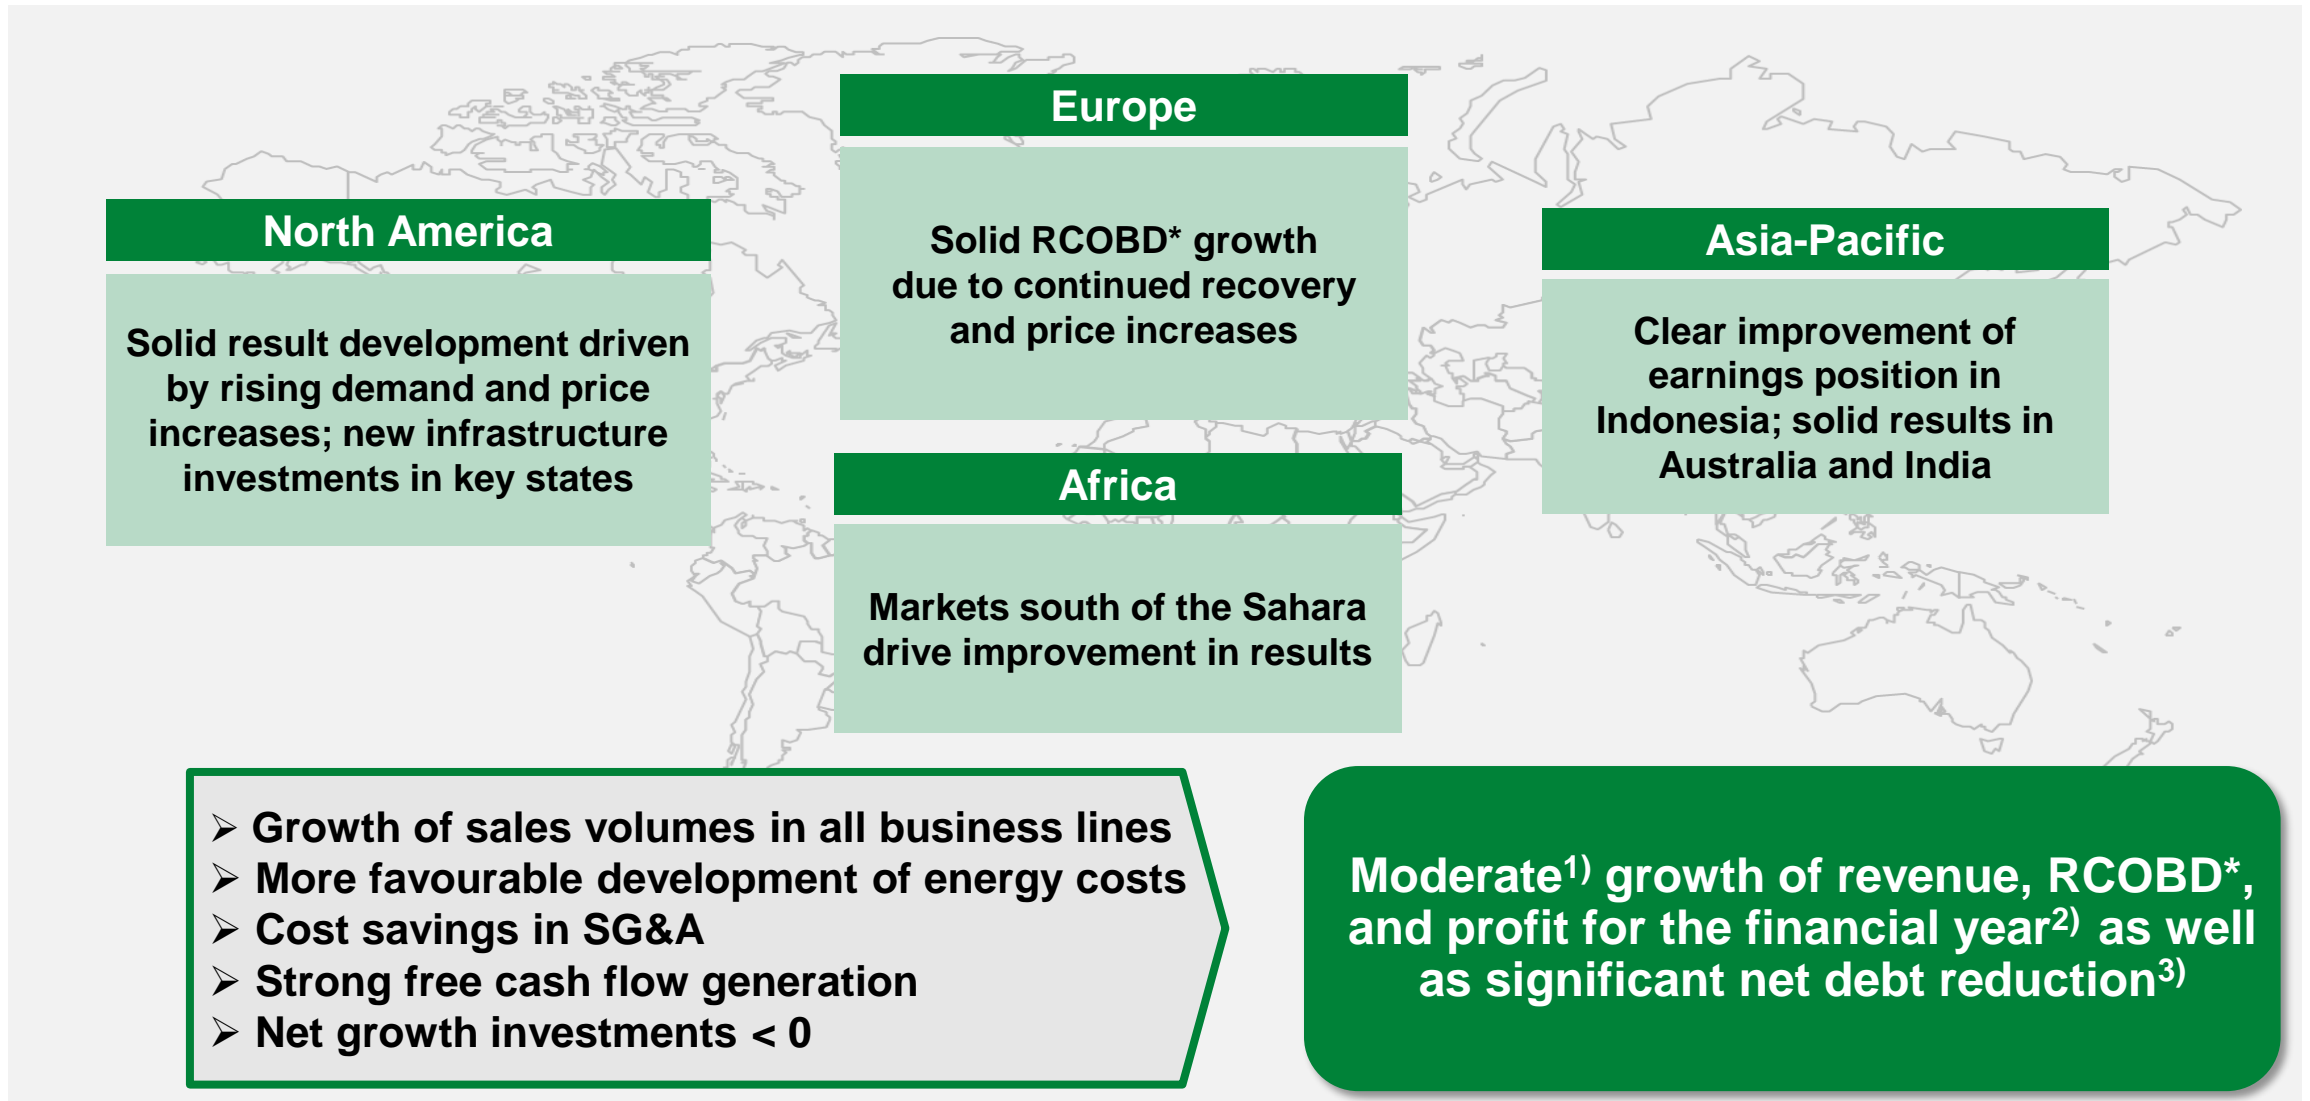 North America
Solid result development driven
by rising demand and price
increases; new infrastructure
investments in key states
Europe
Solid RCOBD* growth
due to continued recovery
and price increases
Africa
Markets south of the Sahara
drive improvement in results
Asia-Pacific
Clear improvement of
earnings position in
Indonesia; solid results in
Australia and India
➢ Growth of sales volumes in all business lines
➢ More favourable development of energy costs
➢ Cost savings in SG&A
➢ Strong free cash flow generation
➢ Net growth investments < 0
Moderate1) growth of revenue, RCOBD*,
and profit for the financial year2) as well
as significant net debt reduction3)